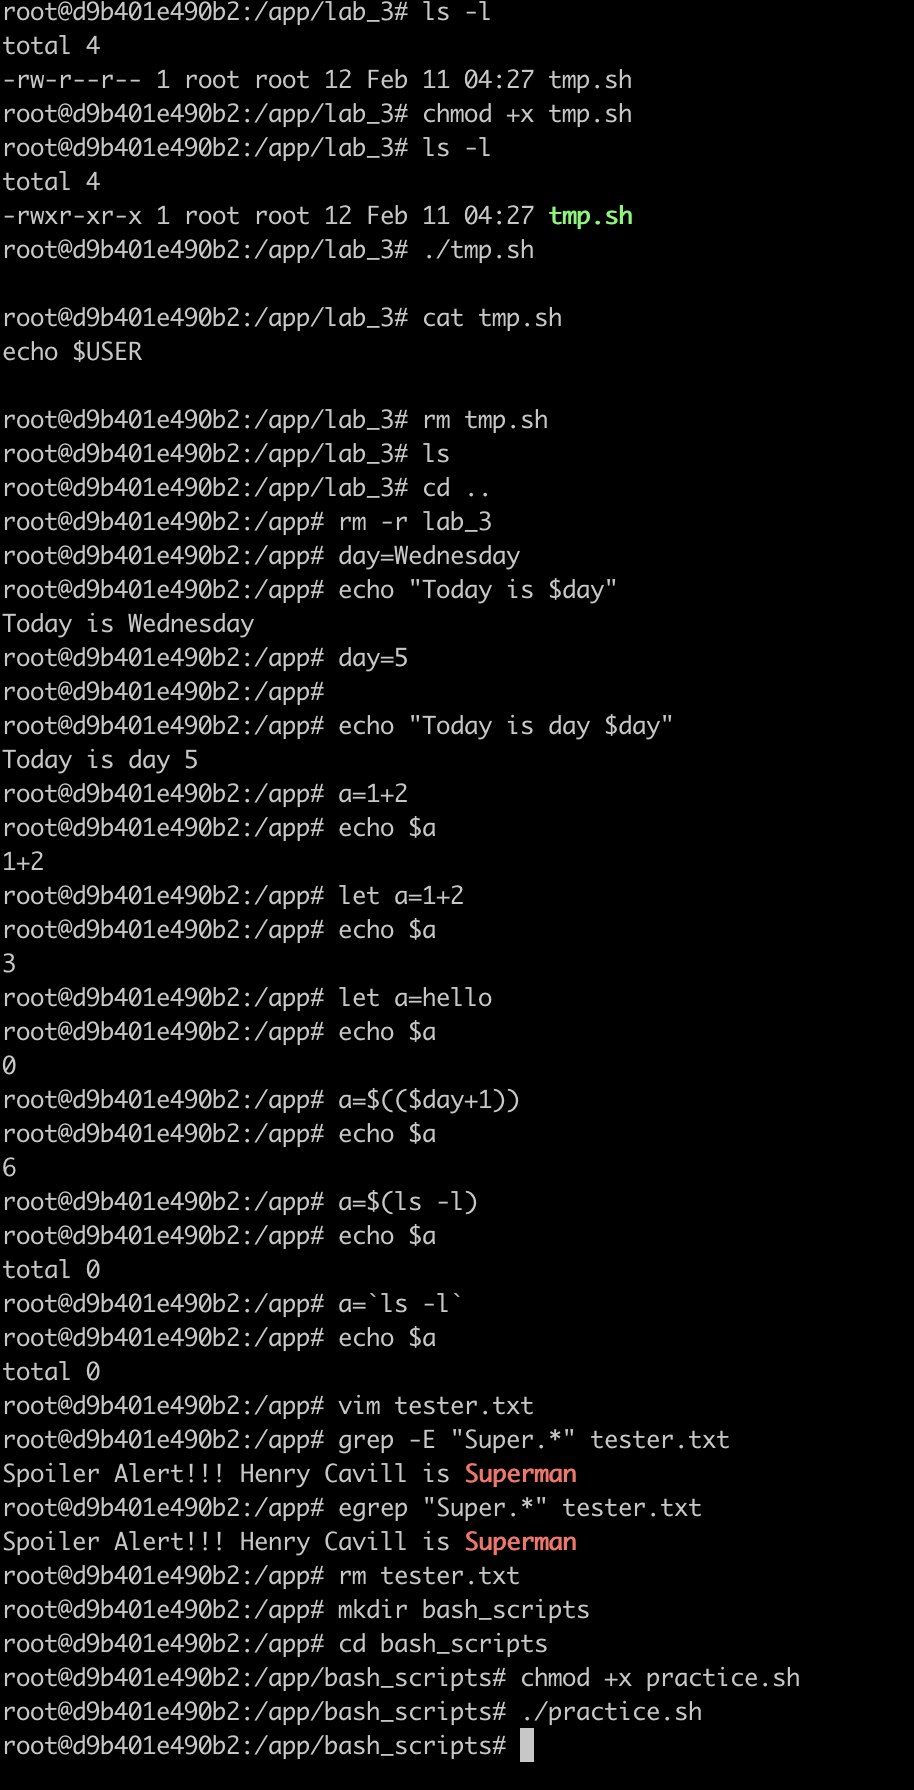 root@d9b401e490b2:/app/lab_3# ls -l
total 4
-rw-r--r-- 1 root root 12 Feb 11 04:27 tmp.sh
root@d9b401e490b2:/app/lab_3# chmod +x tmp.sh
root@d9b401e490b2:/app/lab_3# ls -l
total 4
-rwxr-xr-x 1 root root 12 Feb 11 04:27 tmp.sh
root@d9b401e490b2:/app/lab_3# ./tmp.sh

root@d9b401e490b2:/app/lab_3# cat tmp.sh
echo $USER

root@d9b401e490b2:/app/lab_3# rm tmp.sh
root@d9b401e490b2:/app/lab_3# ls
root@d9b401e490b2:/app/lab_3# cd ..
root@d9b401e490b2:/app# rm -r lab_3
root@d9b401e490b2:/app# day=Wednesday
root@d9b401e490b2:/app# echo "Today is $day"
Today is Wednesday
root@d9b401e490b2:/app# day=5
root@d9b401e490b2:/app#
root@d9b401e490b2:/app# echo "Today is day $day"
Today is day 5
root@d9b401e490b2:/app# a=1+2
root@d9b401e490b2:/app# echo $a
1+2
root@d9b401e490b2:/app# let a=1+2
root@d9b401e490b2:/app# echo $a
3
root@d9b401e490b2:/app# let a=hello
root@d9b401e490b2:/app# echo $a
0
root@d9b401e490b2:/app# a=$(($day+1))
root@d9b401e490b2:/app# echo $a
6
root@d9b401e490b2:/app# a=$(ls -l)
root@d9b401e490b2:/app# echo $a
total 0
root@d9b401e490b2:/app# a=`ls -l`
root@d9b401e490b2:/app# echo $a
total 0
root@d9b401e490b2:/app# vim tester.txt
root@d9b401e490b2:/app# grep -E "Super.*" tester.txt
Spoiler Alert!!! Henry Cavill is Superman
root@d9b401e490b2:/app# egrep "Super.*" tester.txt
Spoiler Alert!!! Henry Cavill is Superman
root@d9b401e490b2:/app# rm tester.txt
root@d9b401e490b2:/app# mkdir bash_scripts
root@d9b401e490b2:/app# cd bash_scripts
root@d9b401e490b2:/app/bash_scripts# chmod +x practice.sh
root@d9b401e490b2:/app/bash_scripts# ./practice.sh
root@d9b401e490b2:/app/bash_scripts#